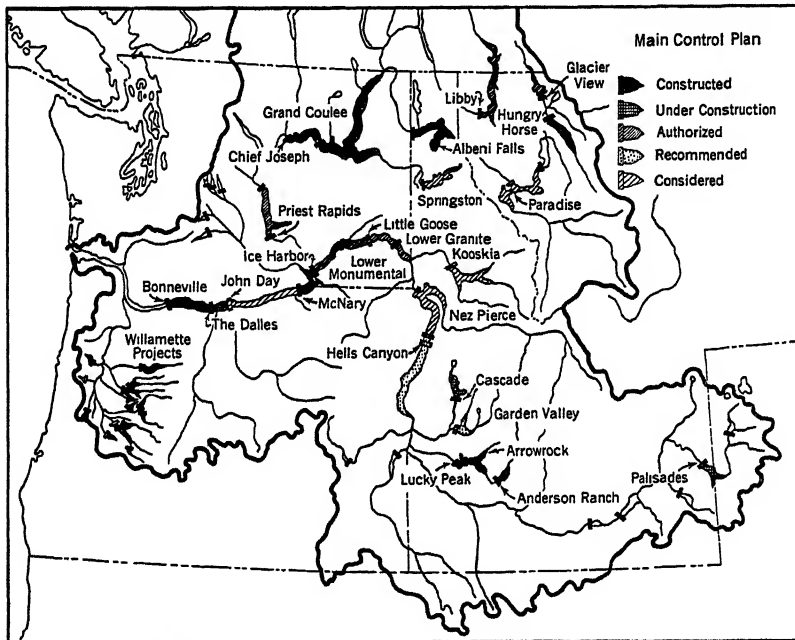 Main Control Plan
Glacier
View
Constructed
Under Construction
Authorized
Recommended
Considered
Libby
Hungry
Horse
Grand Coulee
Albeni Falls
Chief Joseph
Springston
Paradise
Priest Rapids
Little Goose
Lower Granite
Kooskia
Ice Harbor
Lower
Monumental
Bonneville
John Day
McNary
The Dalles
Nez Pierce
Willamette
Projects
Hells Canyon
Cascade
Garden Valley
Arrowrock
Lucky Peak
Anderson Ranch
Palisades